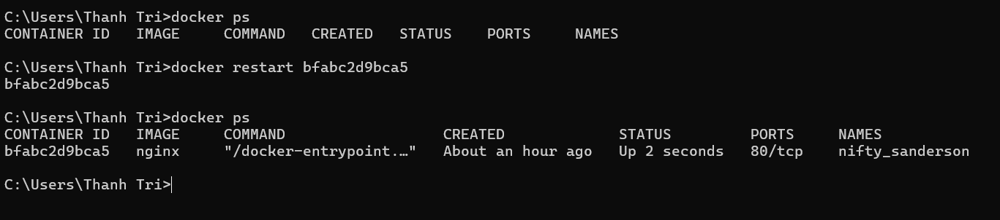 C:\Users\Thanh Tri>docker ps
CONTAINER ID   IMAGE     COMMAND   CREATED   STATUS    PORTS     NAMES
C:\Users\Thanh Tri>docker restart bfabc2d9bca5
bfabc2d9bca5
C:\Users\Thanh Tri>docker ps
CONTAINER ID   IMAGE     COMMAND                  CREATED             STATUS         PORTS     NAMES
bfabc2d9bca5   nginx     "/docker-entrypoint.…"   About an hour ago   Up 2 seconds   80/tcp    nifty_sanderson
C:\Users\Thanh Tri>